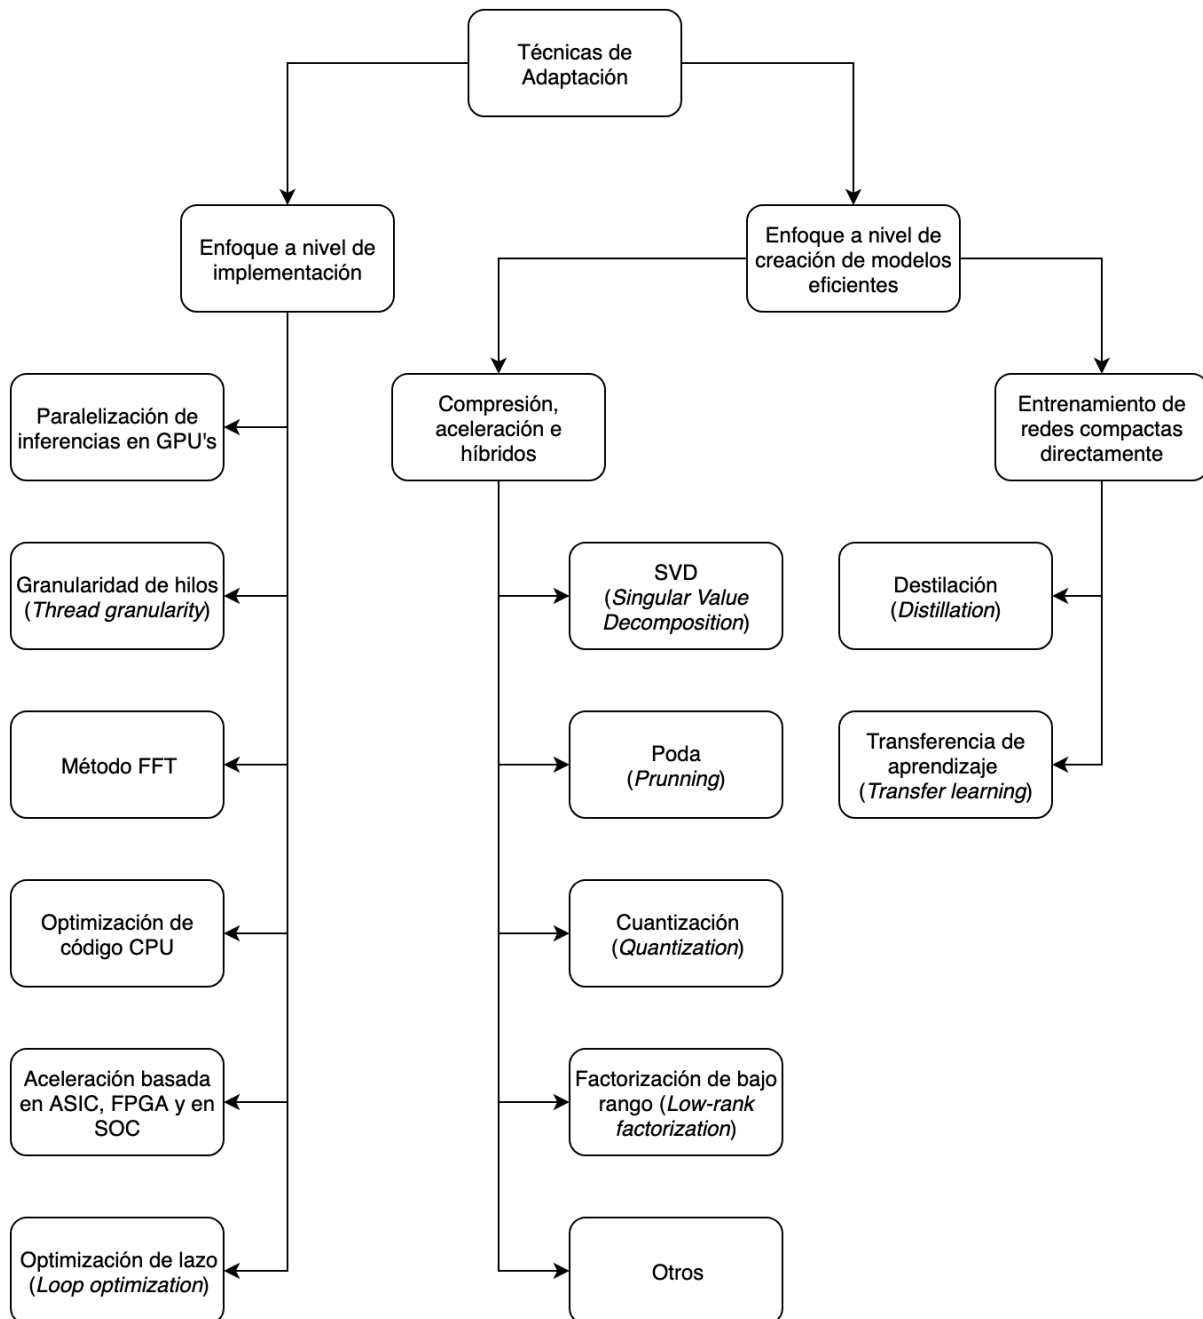 Técnicas de
Adaptación
Enfoque a nivel de
implementación
Enfoque a nivel de
creación de modelos
eficientes
Paralelización de
inferencias en GPU's
Compresión,
aceleración e
híbridos
Entrenamiento de
redes compactas
directamente
Granularidad de hilos
(Thread granularity)
SVD
(Singular Value
Decomposition)
Destilación
(Distillation)
Método FFT
Poda
(Prunning)
Transferencia de
aprendizaje
(Transfer learning)
Optimización de
código CPU
Cuantización
(Quantization)
Aceleración basada
en ASIC, FPGA y en
SOC
Factorización de bajo
rango (Low-rank
factorization)
Optimización de lazo
(Loop optimization)
Otros